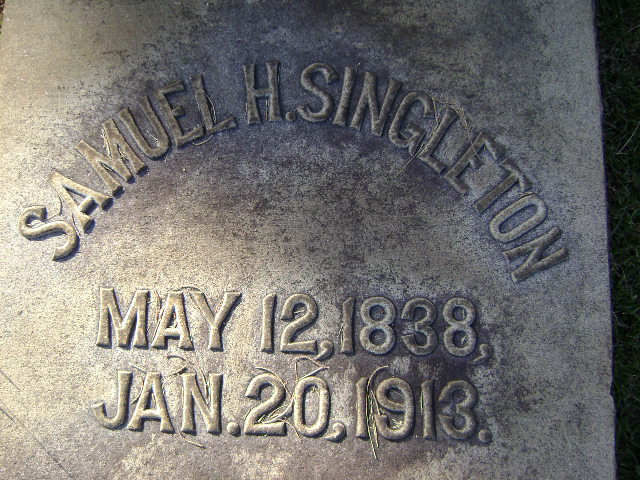 SAMUEL H. SINGLETON
MAY 12, 1838,
JAN. 20, 1913.